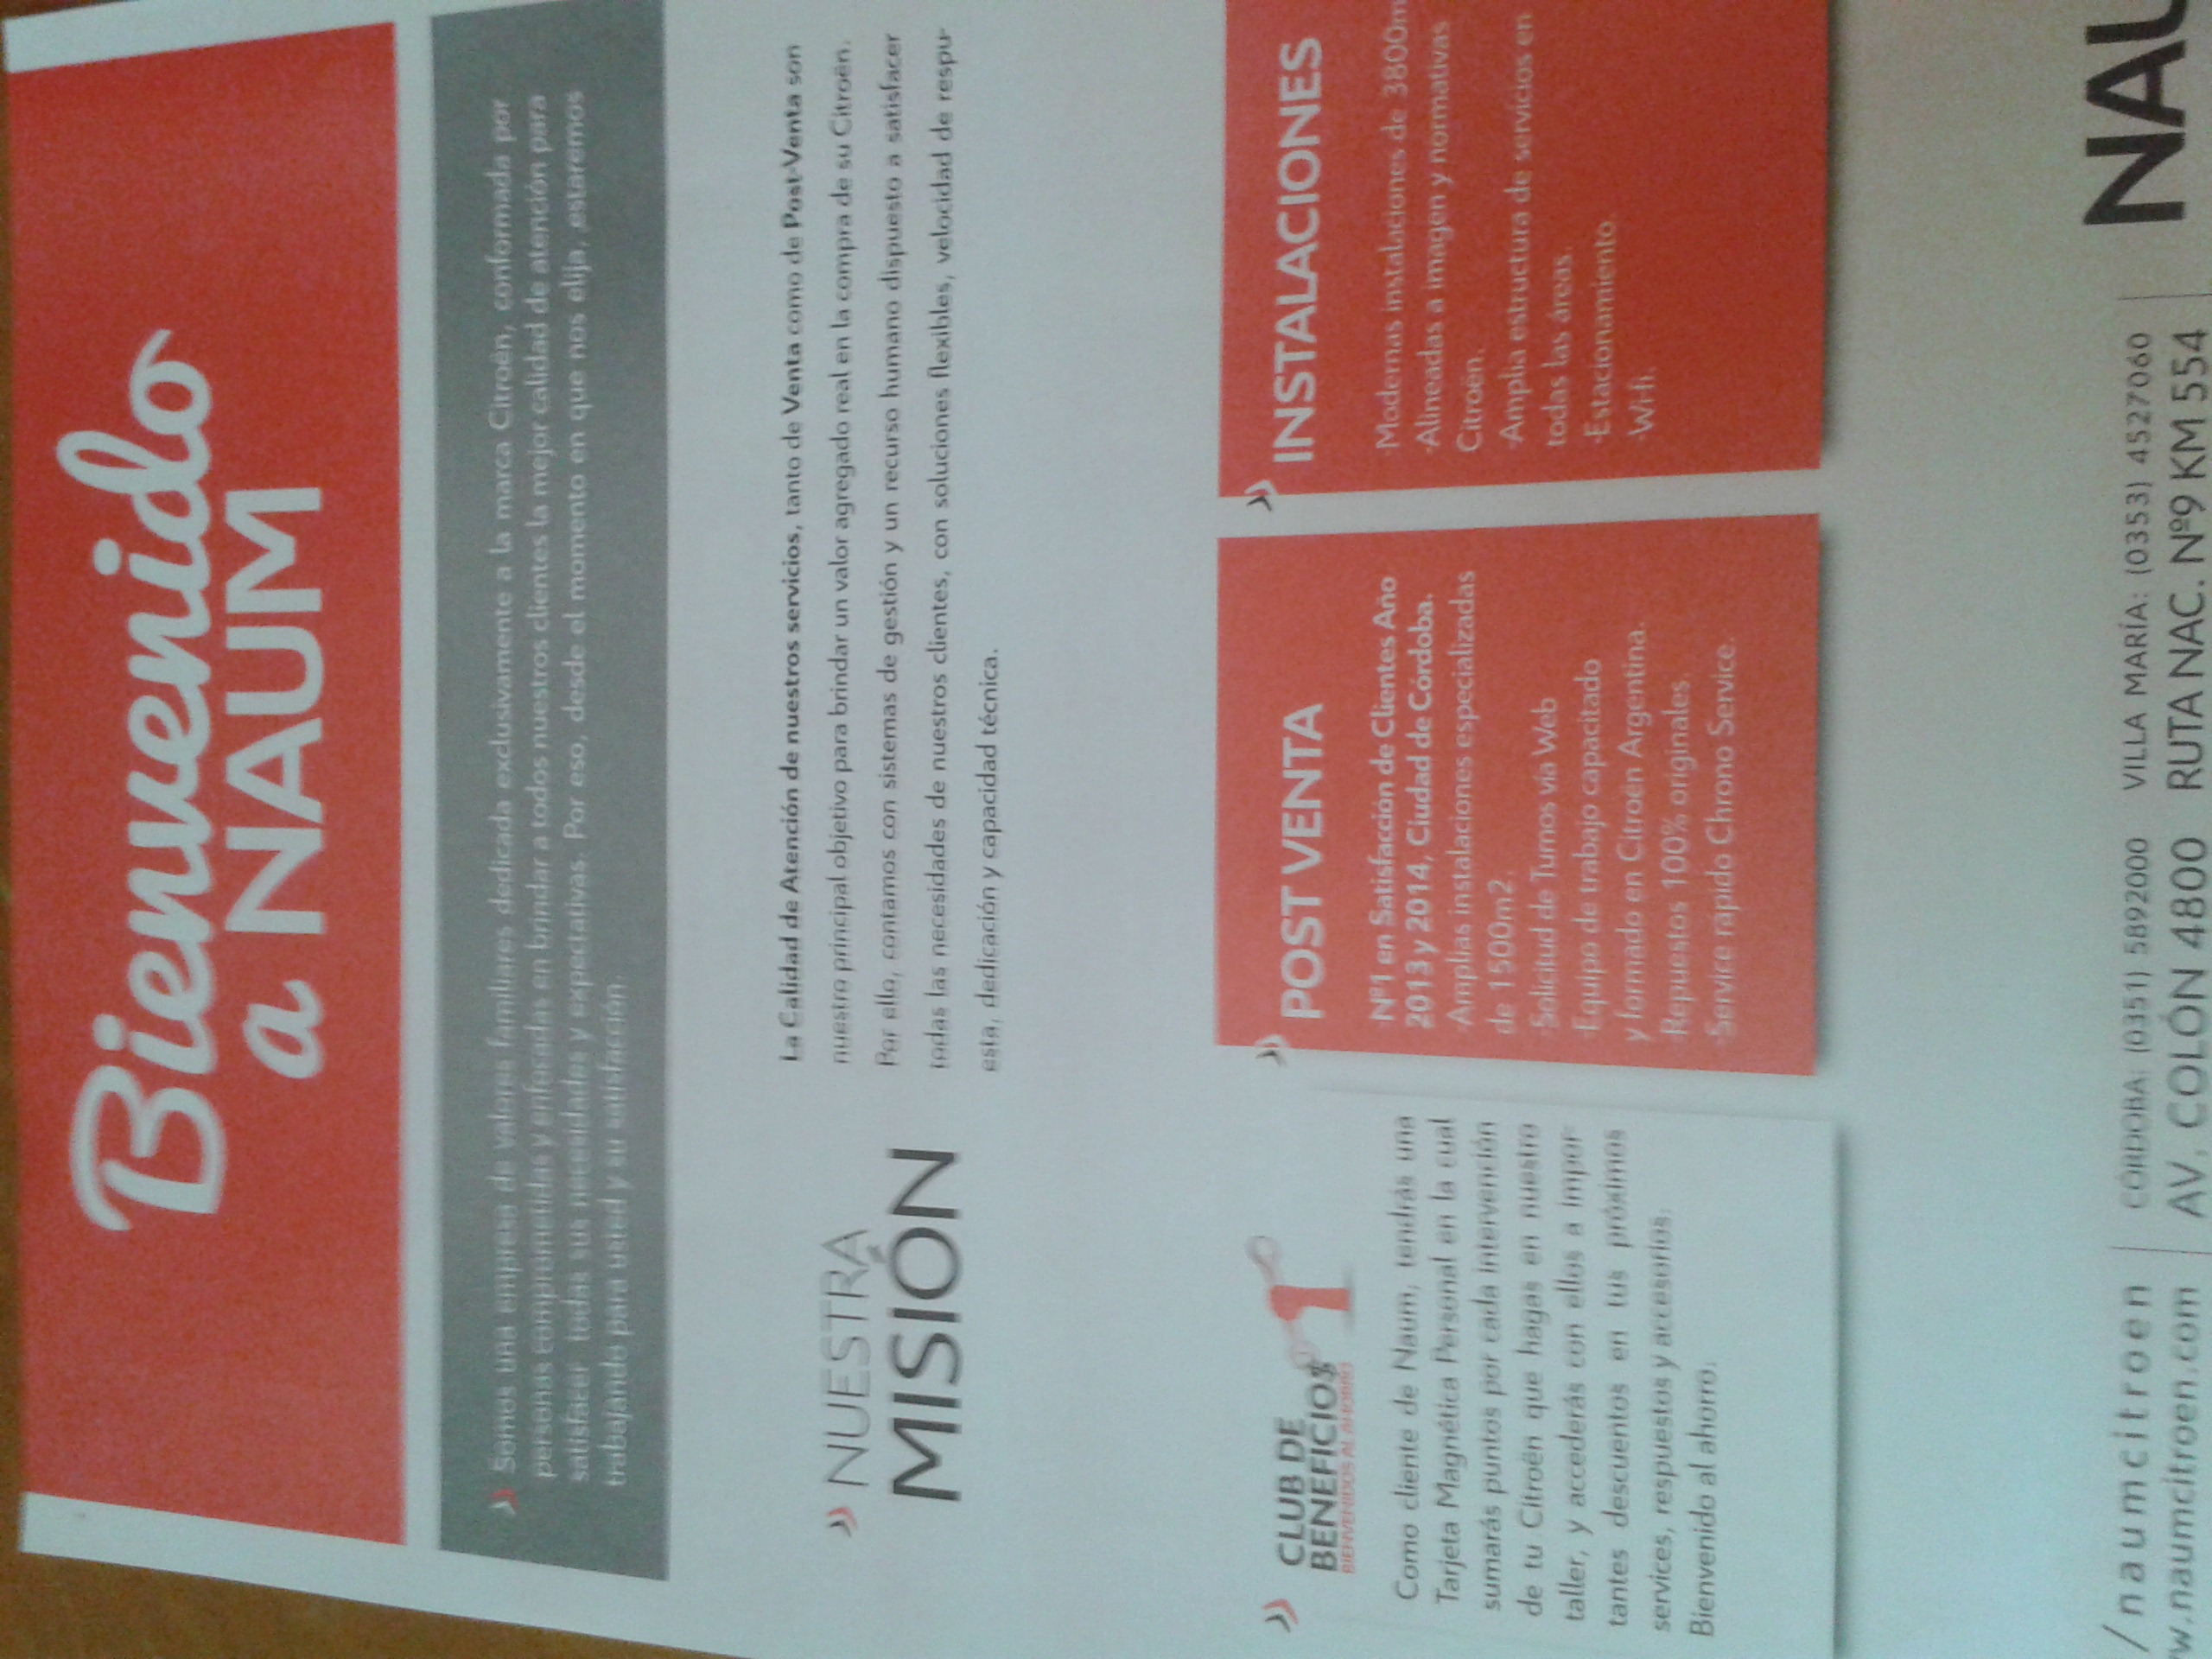 Bienvenido
a NAUM
Somos una empresa de valores familiares dedicada exclusivamente a la marca Citroën, conformada por
personas comprometidas y enfocadas en brindar a todos nuestros clientes la mejor calidad de atención para
satisfacer todas sus necesidades y expectativas. Por eso, desde el momento en que nos elija, estaremos
trabajando para usted y su satisfacción.
NUESTRA
MISIÓN
La Calidad de Atención de nuestros servicios, tanto de Venta como de Post-Venta son
nuestro principal objetivo para brindar un valor agregado real en la compra de su Citroën.
Por ello, contamos con sistemas de gestión y un recurso humano dispuesto a satisfacer
todas las necesidades de nuestros clientes, con soluciones flexibles, velocidad de respu-
esta, dedicación y capacidad técnica.
CLUB DE
BENEFICIO$ 1
BIENVENIDOS AL AHORRO
Como cliente de Naum, tendrás una
Tarjeta Magnética Personal en la cual
sumarás puntos por cada intervención
de tu Citroën que hagas en nuestro
taller, y accederás con ellos a impor-
tantes descuentos en tus próximos
services, respuestos y accesorios.
Bienvenido al ahorro.
POST VENTA
-Nº1 en Satisfacción de Clientes Año
2013 y 2014, Ciudad de Córdoba.
-Amplias instalaciones especializadas
de 1500m2.
-Solicitud de Turnos vía Web
-Equipo de trabajo capacitado
y formado en Citroën Argentina.
-Repuestos 100% originales.
-Service rápido Chrono Service.
INSTALACIONES
-Modernas instalaciones de 3800m
-Alineadas a imagen y normativas
Citroën.
-Amplia estructura de servicios en
todas las áreas.
-Estacionamiento.
-Wi-fi.
/naumcitroen
w.naumcitroen.com
CÓRDOBA: (0351) 5892000
AV. COLÓN 4800
VILLA MARÍA: (0353) 4527060
RUTA NAC. Nº9 KM 554
NAU